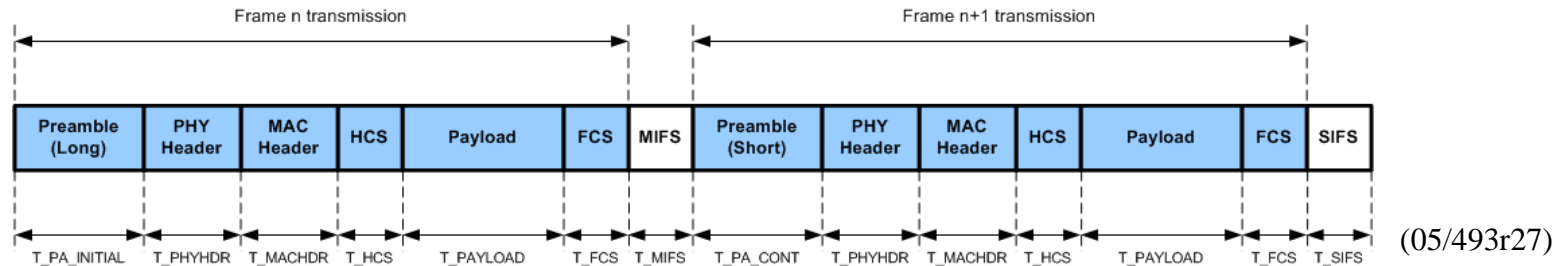 Frame n transmission Frame n+1 transmission
Preamble (Long) PHY Header MAC Header HCS Payload FCS MIFS Preamble (Short) PHY Header MAC Header HCS Payload FCS SIFS
T_PA_INITIAL T_PHYHDR T_MACHDR T_HCS T_PAYLOAD T_FCS T_MIFS T_PA_CONT T_PHYHDR T_MACHDR T_HCS T_PAYLOAD T_FCS T_SIFS
(05/493r27)